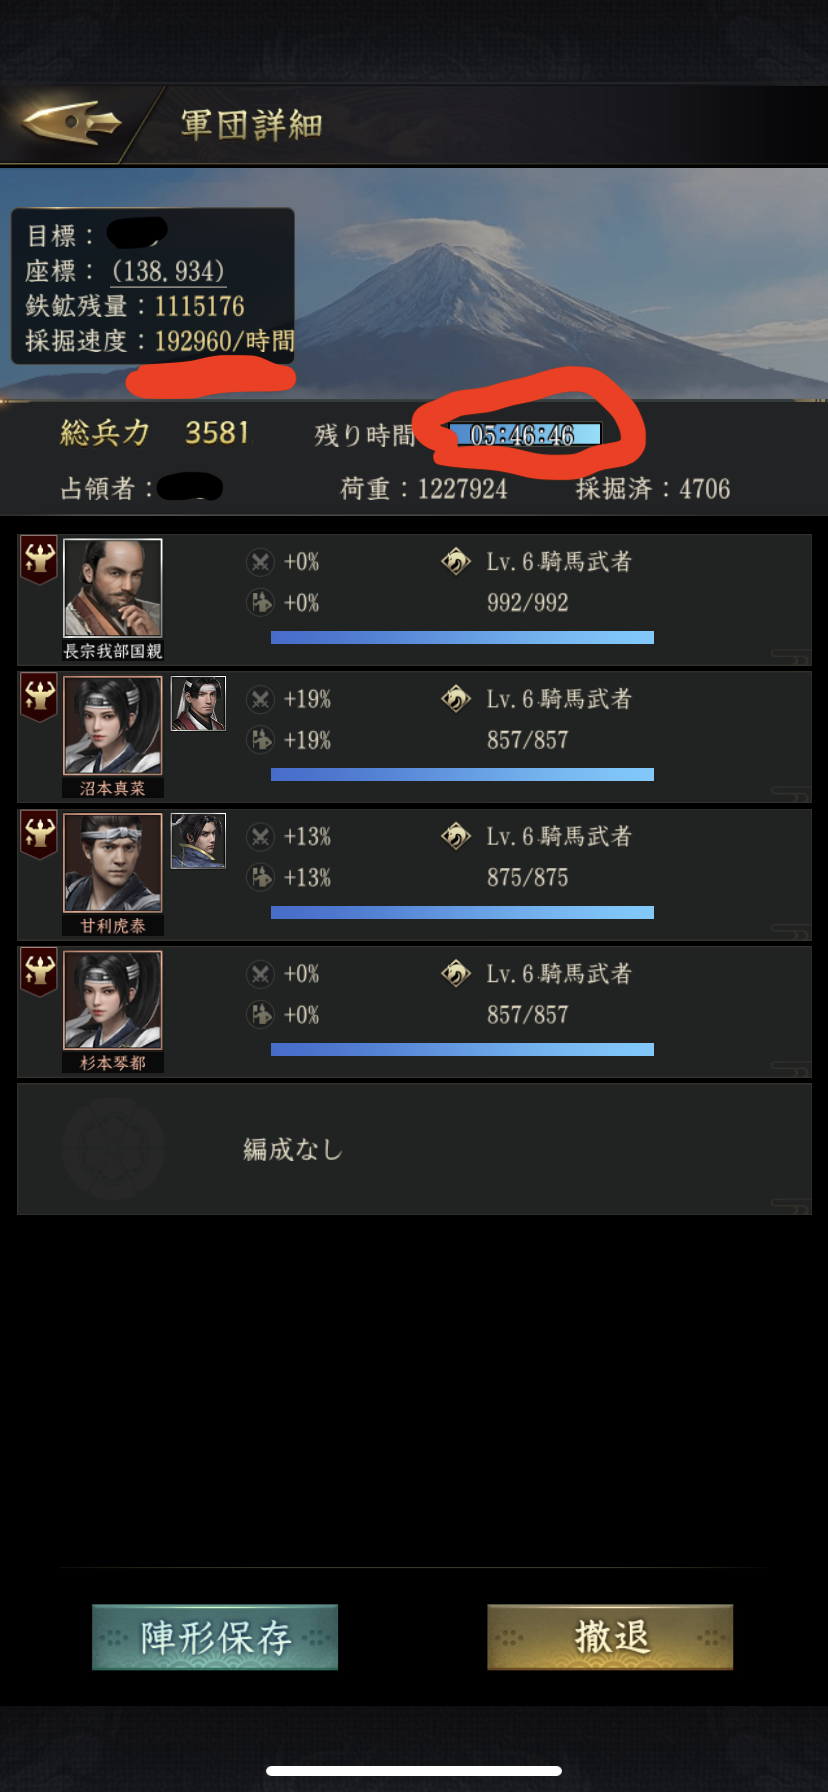 軍団詳細
目標：
座標：(138.934)
鉄鉱残量：1115176
採掘速度：192960/時間
総兵力 3581 残り時間 05:46:46
占領者： 荷重：1227924 採掘済：4706
+0% Lv.6 騎馬武者
+0% 992/992
長宗我部国親
+19% Lv.6 騎馬武者
+19% 857/857
沼本真菜
+13% Lv.6 騎馬武者
+13% 875/875
甘利虎泰
+0% Lv.6 騎馬武者
+0% 857/857
杉本琴都
編成なし
陣形保存 撤退